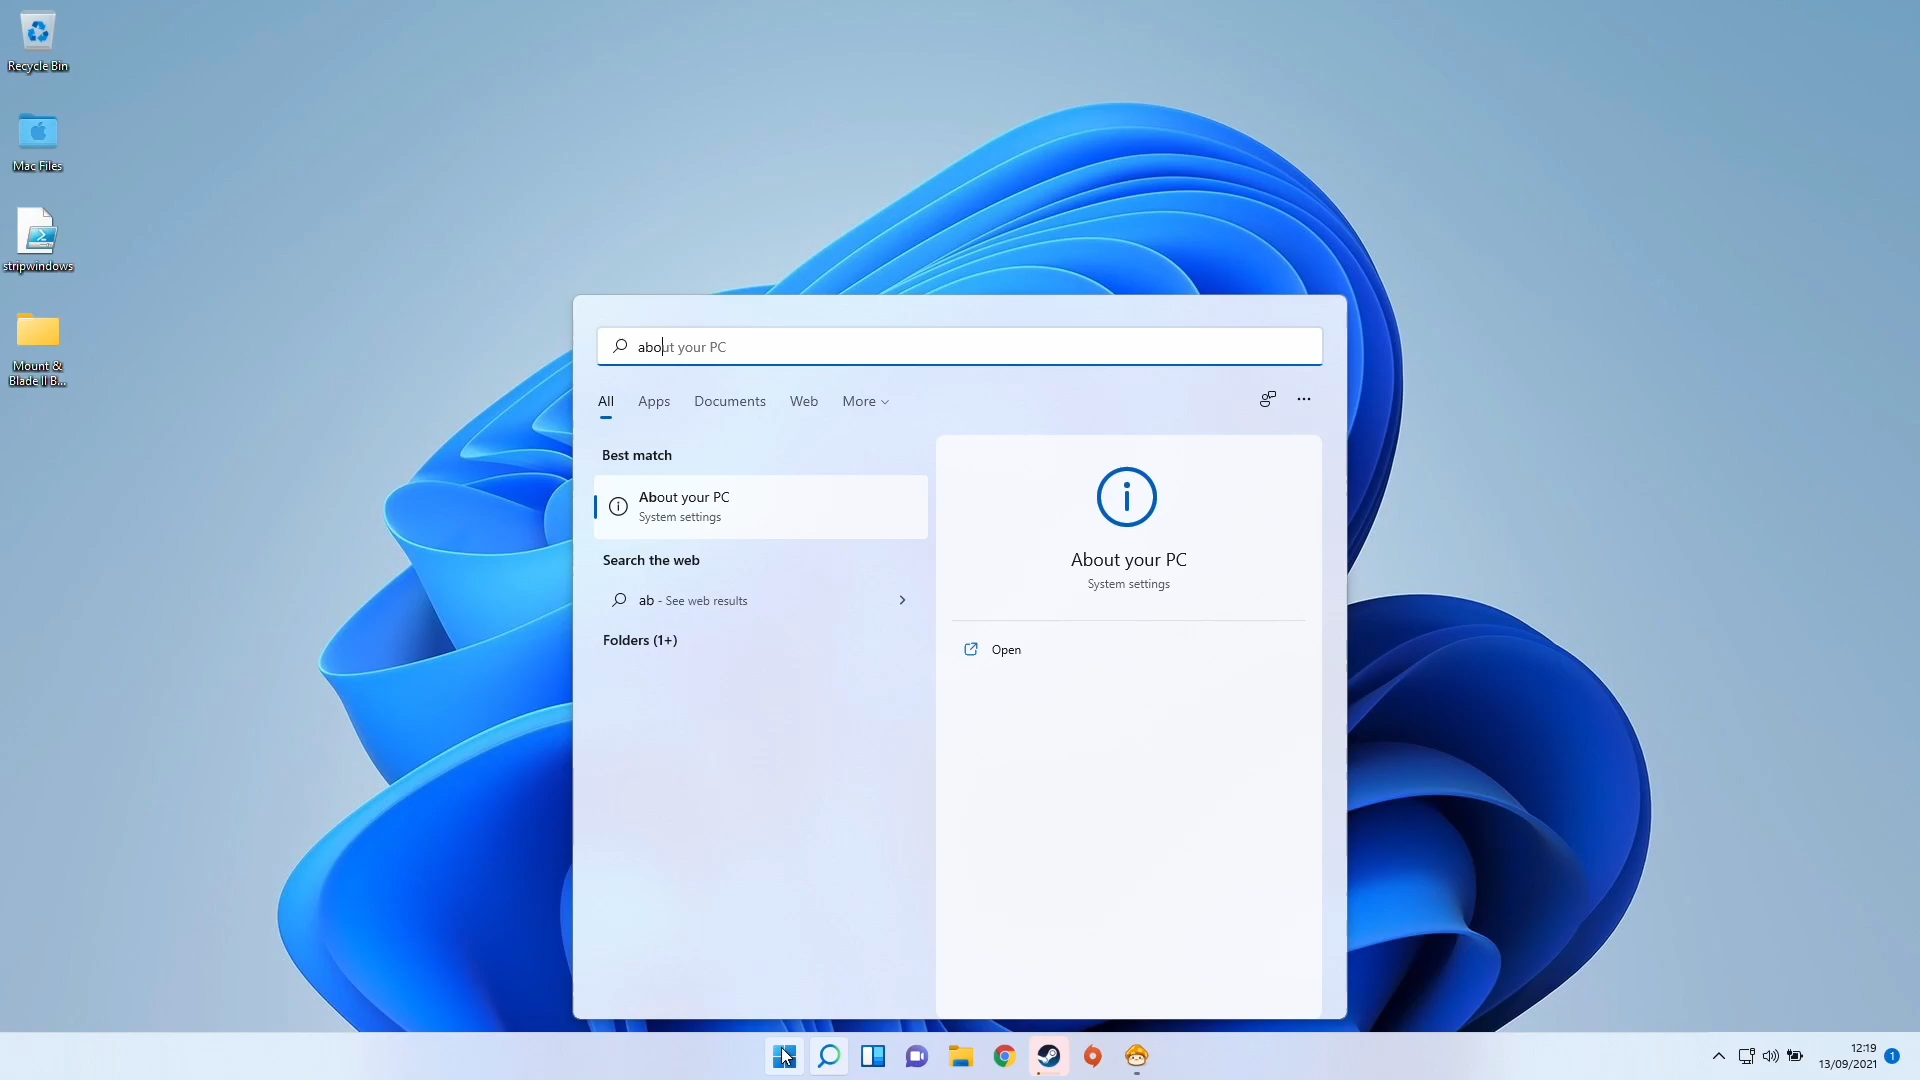 Recycle Bin
Mac Files
stripwindows
Mount &
Blade II B...
about your PC
All
Apps
Documents
Web
More
Best match
About your PC
System settings
Search the web
ab - See web results
Folders (1+)
About your PC
System settings
Open
12:19
13/09/2021
1